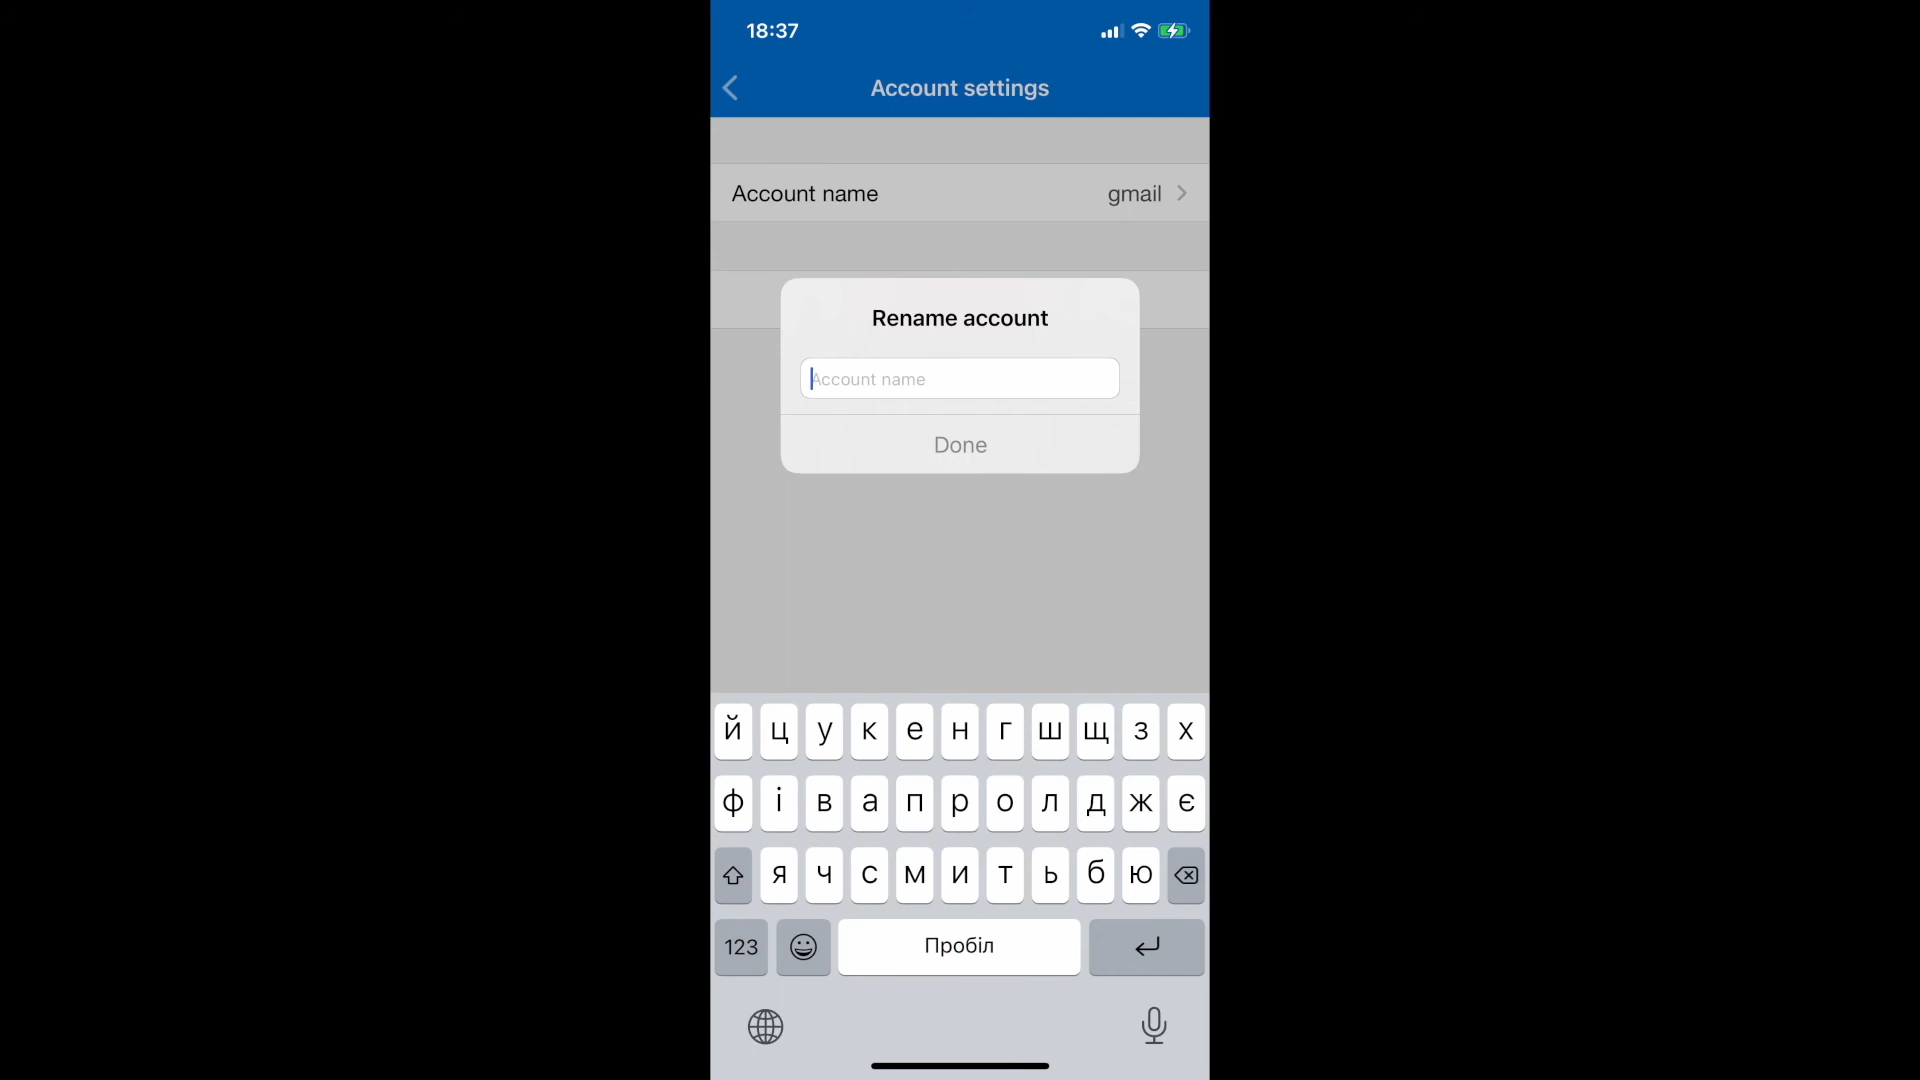 18:37
Account settings
Account name gmail
Rename account
Account name
Done
й ц у к е н г ш щ з х
ф і в а п р о л д ж є
я ч с м и т ь б ю
123 Пробіл